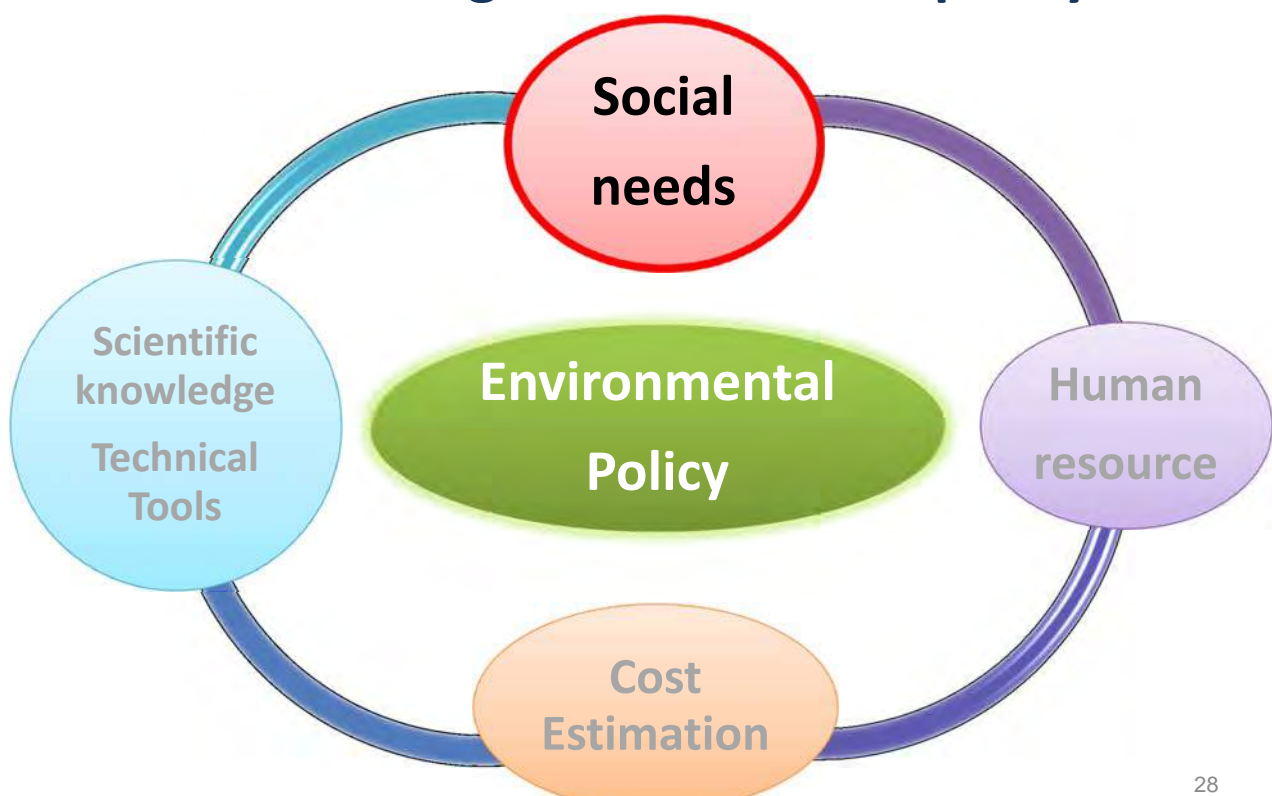 Social
needs
Scientific
knowledge
Technical
Tools
Environmental
Policy
Human
resource
Cost
Estimation
28